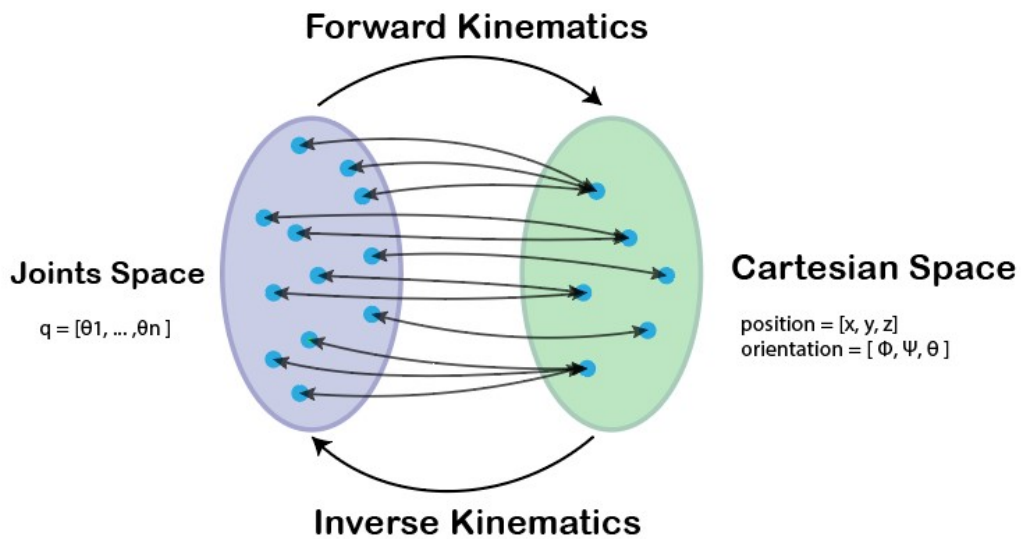 Forward Kinematics
Joints Space
q = [θ1, ... ,θn ]
Cartesian Space
position = [x, y, z]
orientation = [ Φ, Ψ, θ ]
Inverse Kinematics